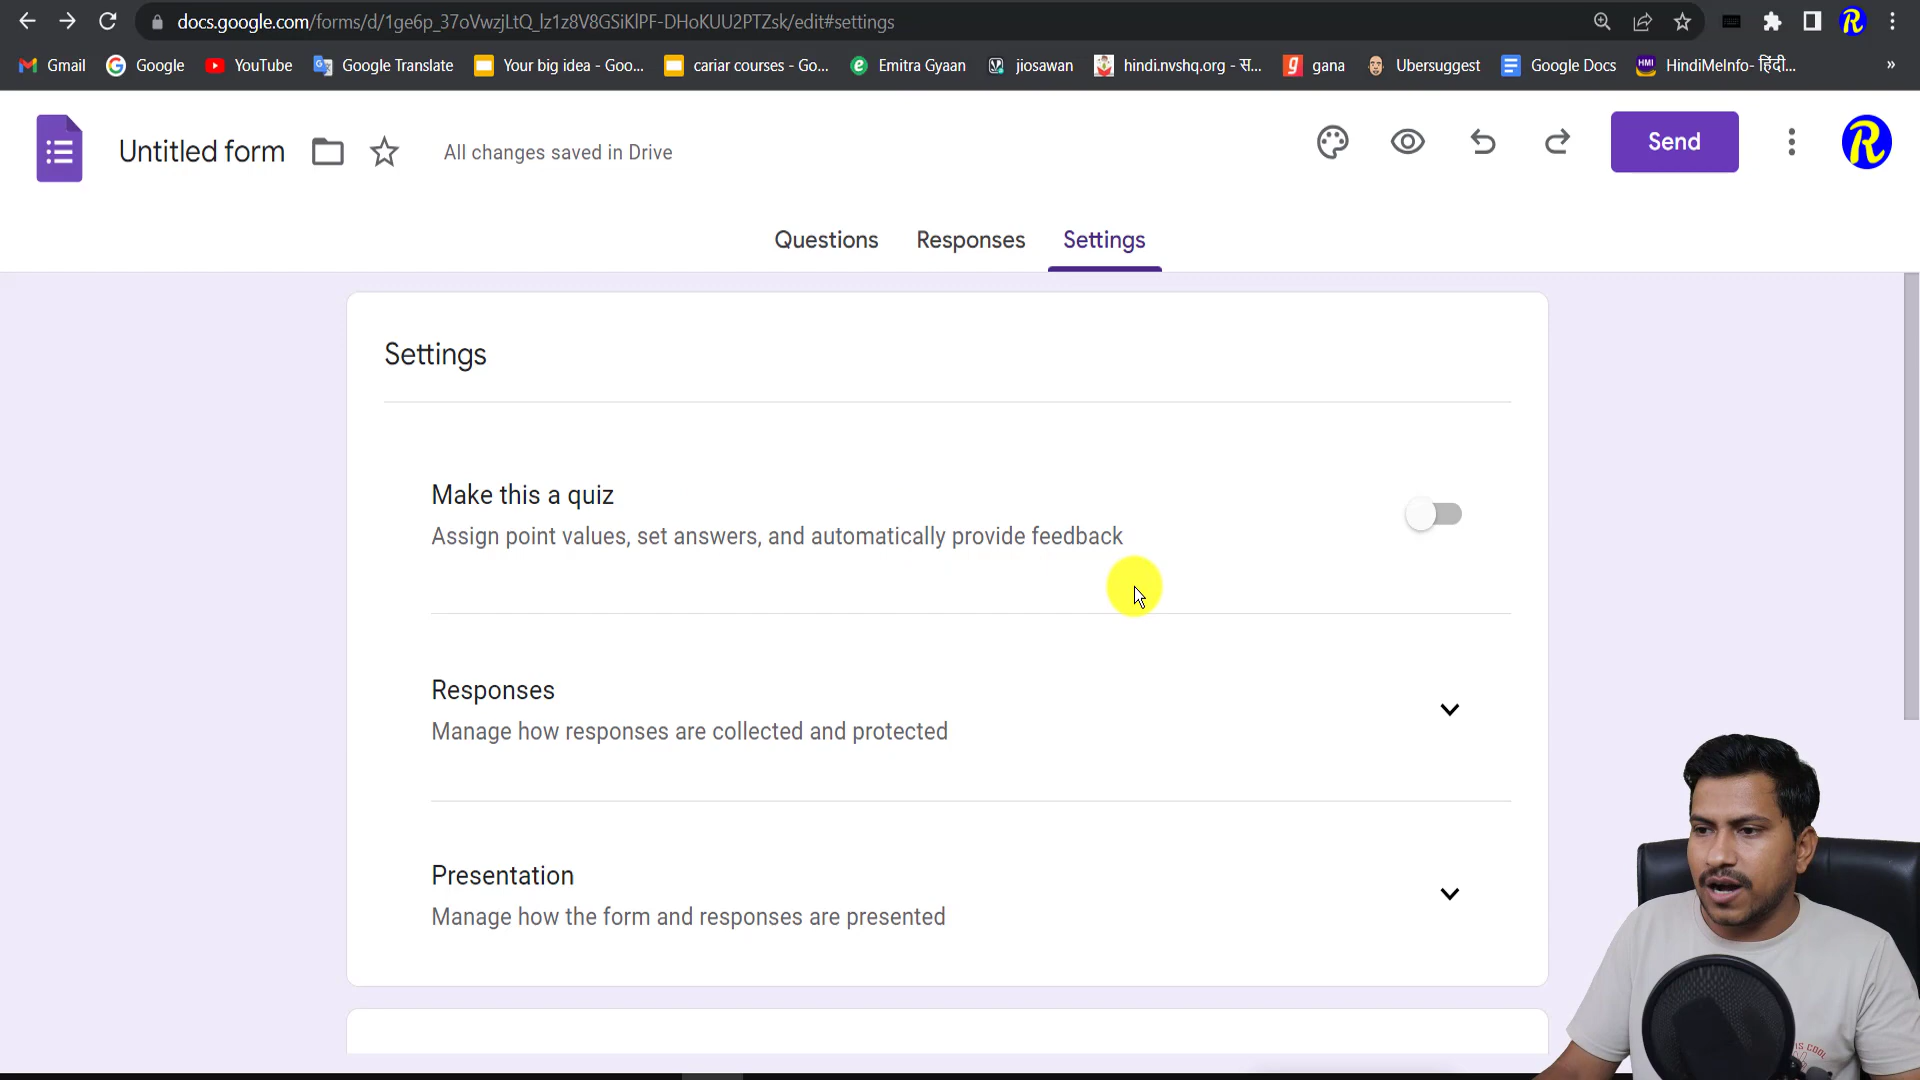 docs.google.com/forms/d/1ge6p_37oVwzjLtQ_lz1z8V8GSiKlPF-DHoKUU2PTZsk/edit#settings
Gmail Google YouTube Google Translate Your big idea - Goo... cariar courses - Go... Emitra Gyaan jiosawan hindi.nvshq.org - स... gana Ubersuggest Google Docs HindiMeInfo- हिंदी... »
Untitled form All changes saved in Drive Send
Questions Responses Settings
Settings
Make this a quiz
Assign point values, set answers, and automatically provide feedback
Responses
Manage how responses are collected and protected
Presentation
Manage how the form and responses are presented